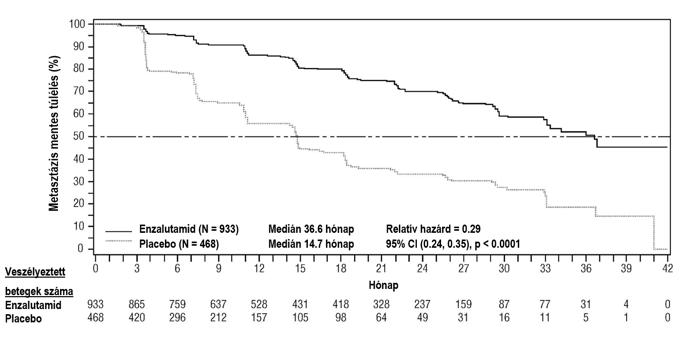 Metasztázis mentes túlélés (%)
100
90
80
70
60
50
40
30
20
10
0
Enzalutamid (N = 933) Medián 36.6 hónap Relatív hazárd = 0.29
Placebo (N = 468) Medián 14.7 hónap 95% CI (0.24, 0.35), p < 0.0001
0 3 6 9 12 15 18 21 24 27 30 33 36 39 42
Hónap
Veszélyeztett
betegek száma
Enzalutamid 933 865 759 637 528 431 418 328 237 159 87 77 31 4 0
Placebo 468 420 296 212 157 105 98 64 49 31 16 11 5 1 0